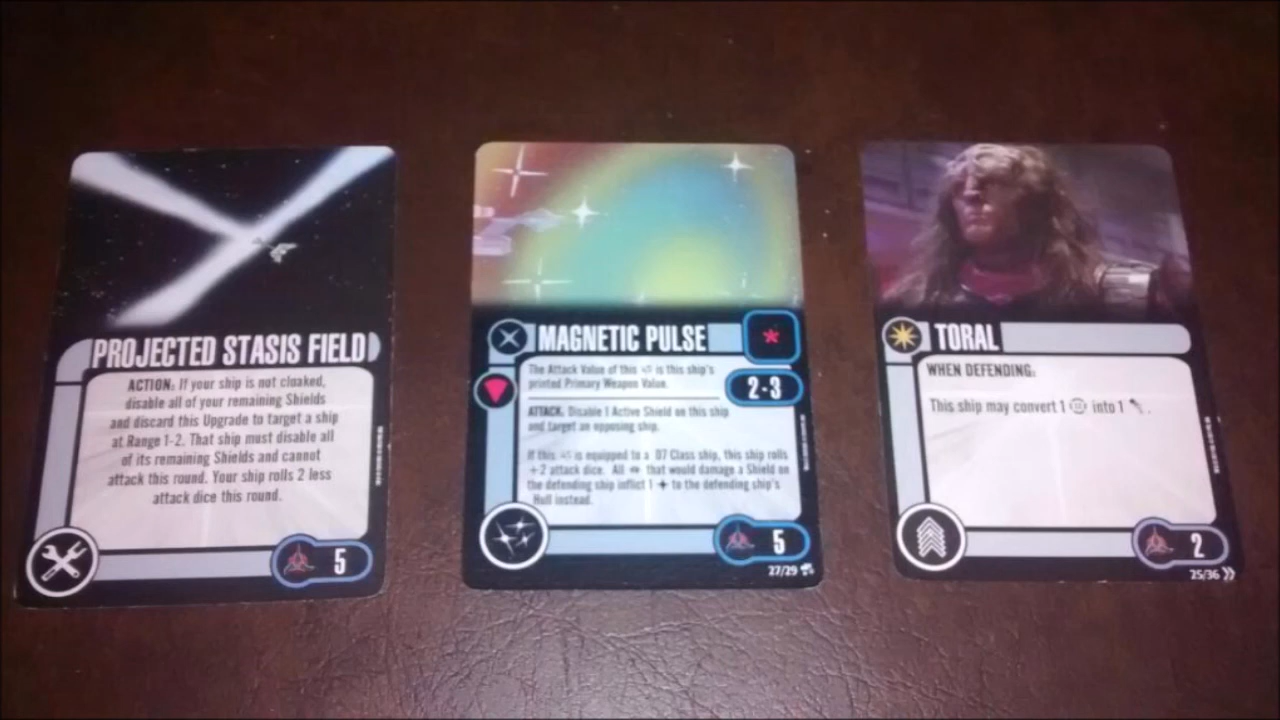 PROJECTED STASIS FIELD
ACTION: If your ship is not cloaked,
disable all of your remaining Shields
and discard this Upgrade to target a ship
at Range 1-2. That ship must disable all
of its remaining Shields and cannot
attack this round. Your ship rolls 2 less
attack dice this round.
5
MAGNETIC PULSE
The Attack Value of this is this ship's
printed Primary Weapon Value.
2-3
ATTACK: Disable 1 Active Shield on this ship
and target an opposing ship.
If this is equipped to a D7 Class ship, this ship rolls
+2 attack dice. All that would damage a Shield on
the defending ship inflict 1 to the defending ship's
Hull instead.
5
27/29
TORAL
WHEN DEFENDING:
This ship may convert 1 into 1 .
2
25/36